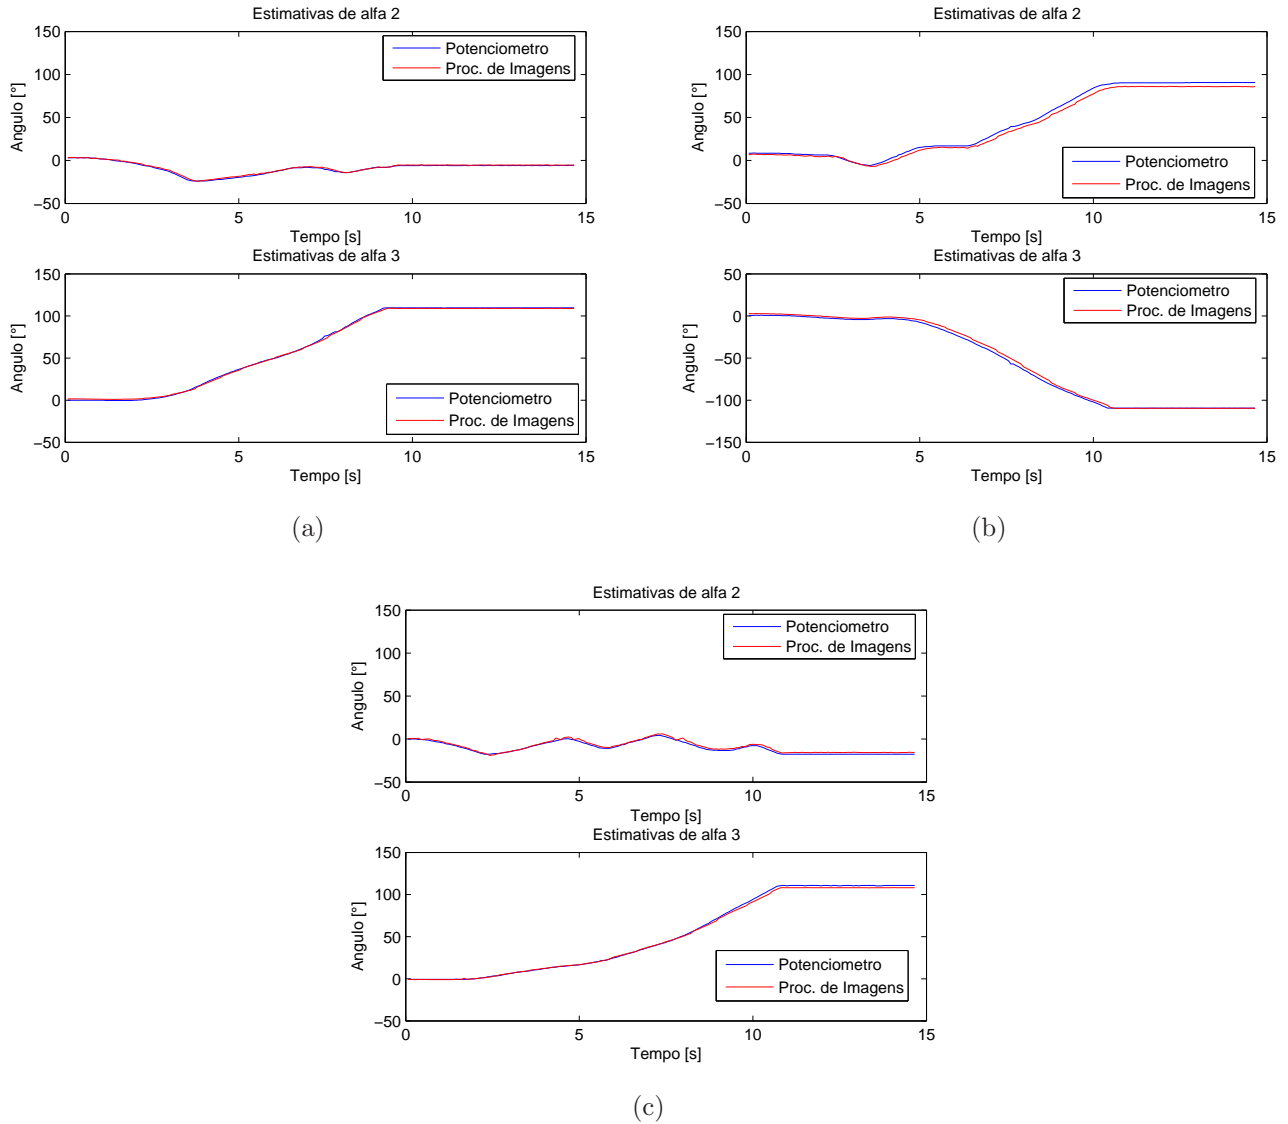 Estimativas de alfa 2
150
100
50
0
−50
Angulo [°]
Potenciometro
Proc. de Imagens
0 5 10 15
Tempo [s]
Estimativas de alfa 3
150
100
50
0
−50
Angulo [°]
Potenciometro
Proc. de Imagens
0 5 10 15
Tempo [s]
(a)
Estimativas de alfa 2
150
100
50
0
−50
Angulo [°]
Potenciometro
Proc. de Imagens
0 5 10 15
Tempo [s]
Estimativas de alfa 3
50
0
−50
−100
−150
Angulo [°]
Potenciometro
Proc. de Imagens
0 5 10 15
Tempo [s]
(b)
Estimativas de alfa 2
150
100
50
0
−50
Angulo [°]
Potenciometro
Proc. de Imagens
0 5 10 15
Tempo [s]
Estimativas de alfa 3
150
100
50
0
−50
Angulo [°]
Potenciometro
Proc. de Imagens
0 5 10 15
Tempo [s]
(c)